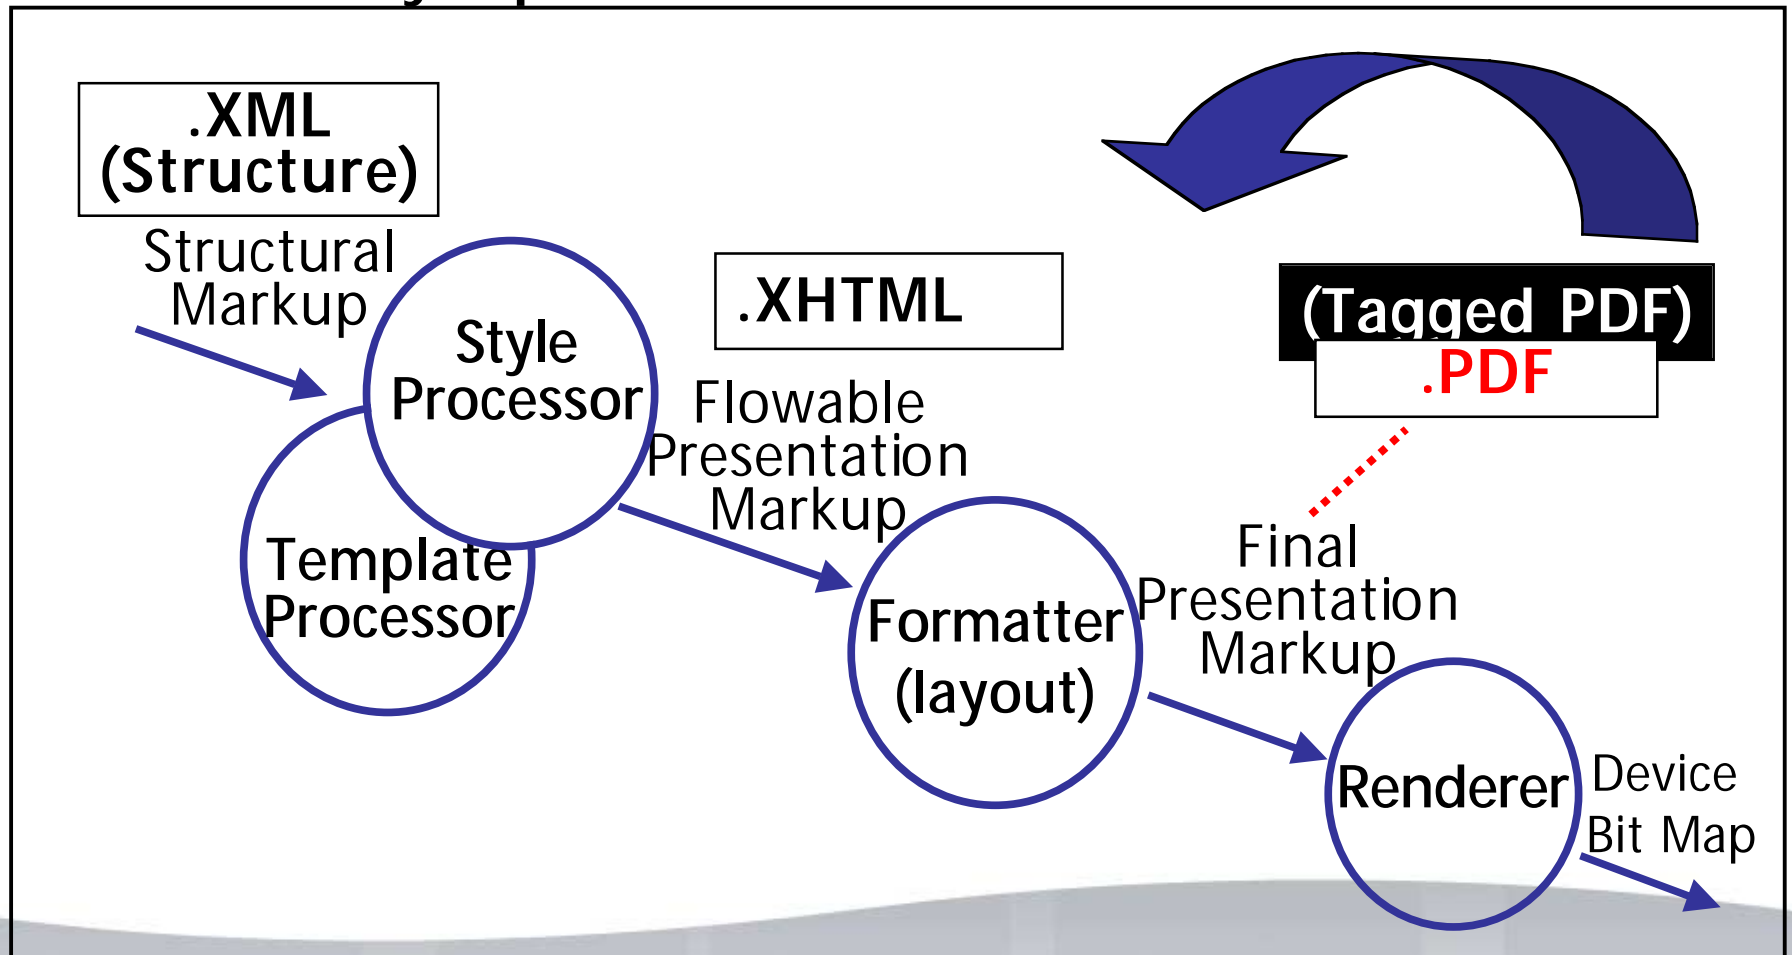 .XML
(Structure)
Structural
Markup
Style
Processor
Template
Processor
.XHTML
Flowable
Presentation
Markup
Formatter
(layout)
(Tagged PDF)
.PDF
Final
Presentation
Markup
Renderer
Device
Bit Map